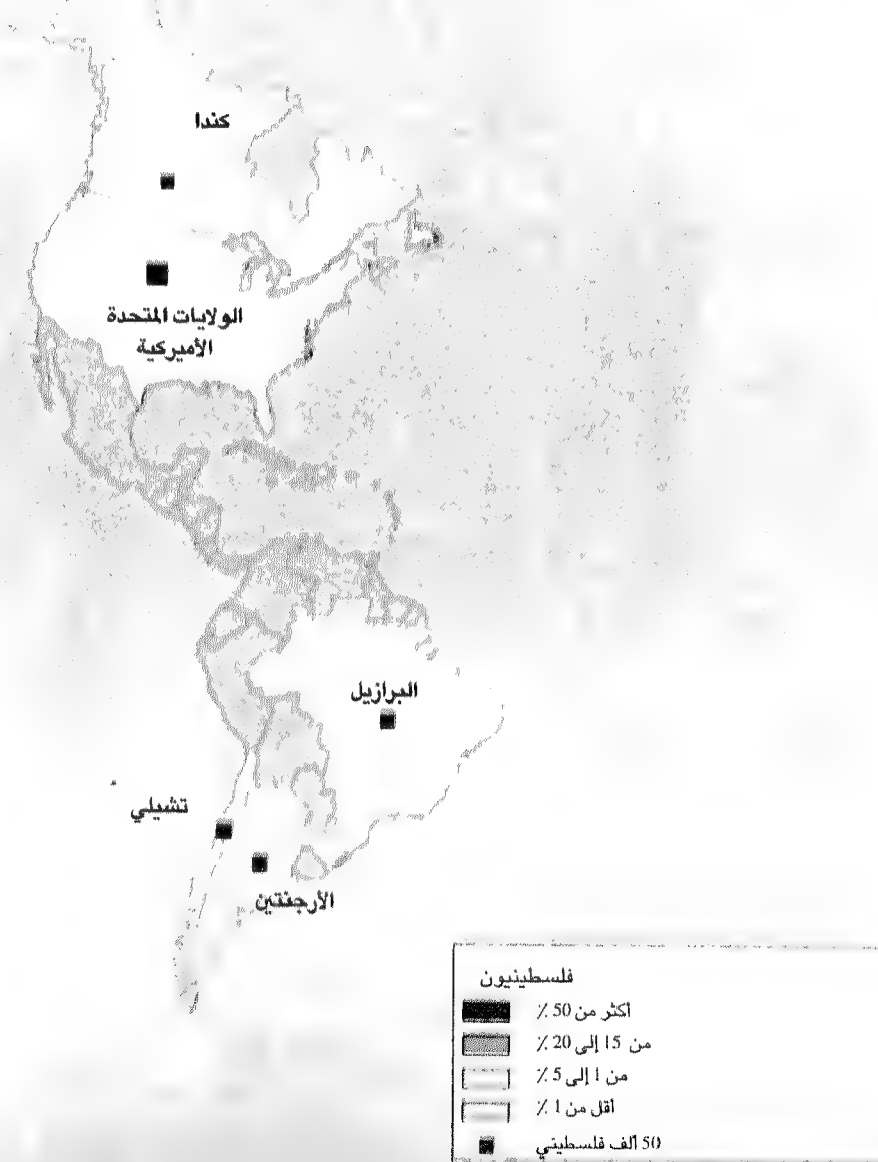 كندا
الولايات المتحدة
الأميركية
البرازيل
تشيلي
الأرجنتين
فلسطينيون
أكثر من 50 ٪
من 15 إلى 20 ٪
من 1 إلى 5 ٪
أقل من 1 ٪
50 ألف فلسطيني